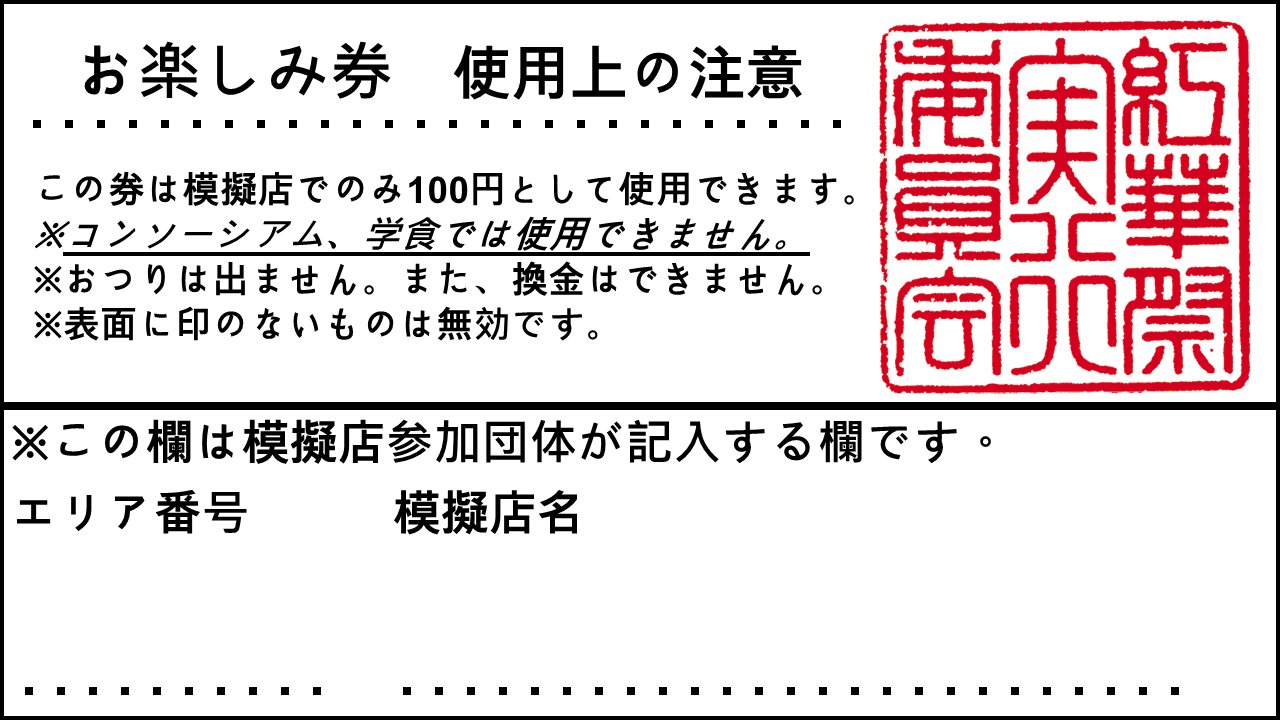 お楽しみ券　使用上の注意
この券は模擬店でのみ100円として使用できます。
※コンソーシアム、学食では使用できません。
※おつりは出ません。また、換金はできません。
※表面に印のないものは無効です。
紅華祭
実工大
委員会
※この欄は模擬店参加団体が記入する欄です。
エリア番号　模擬店名